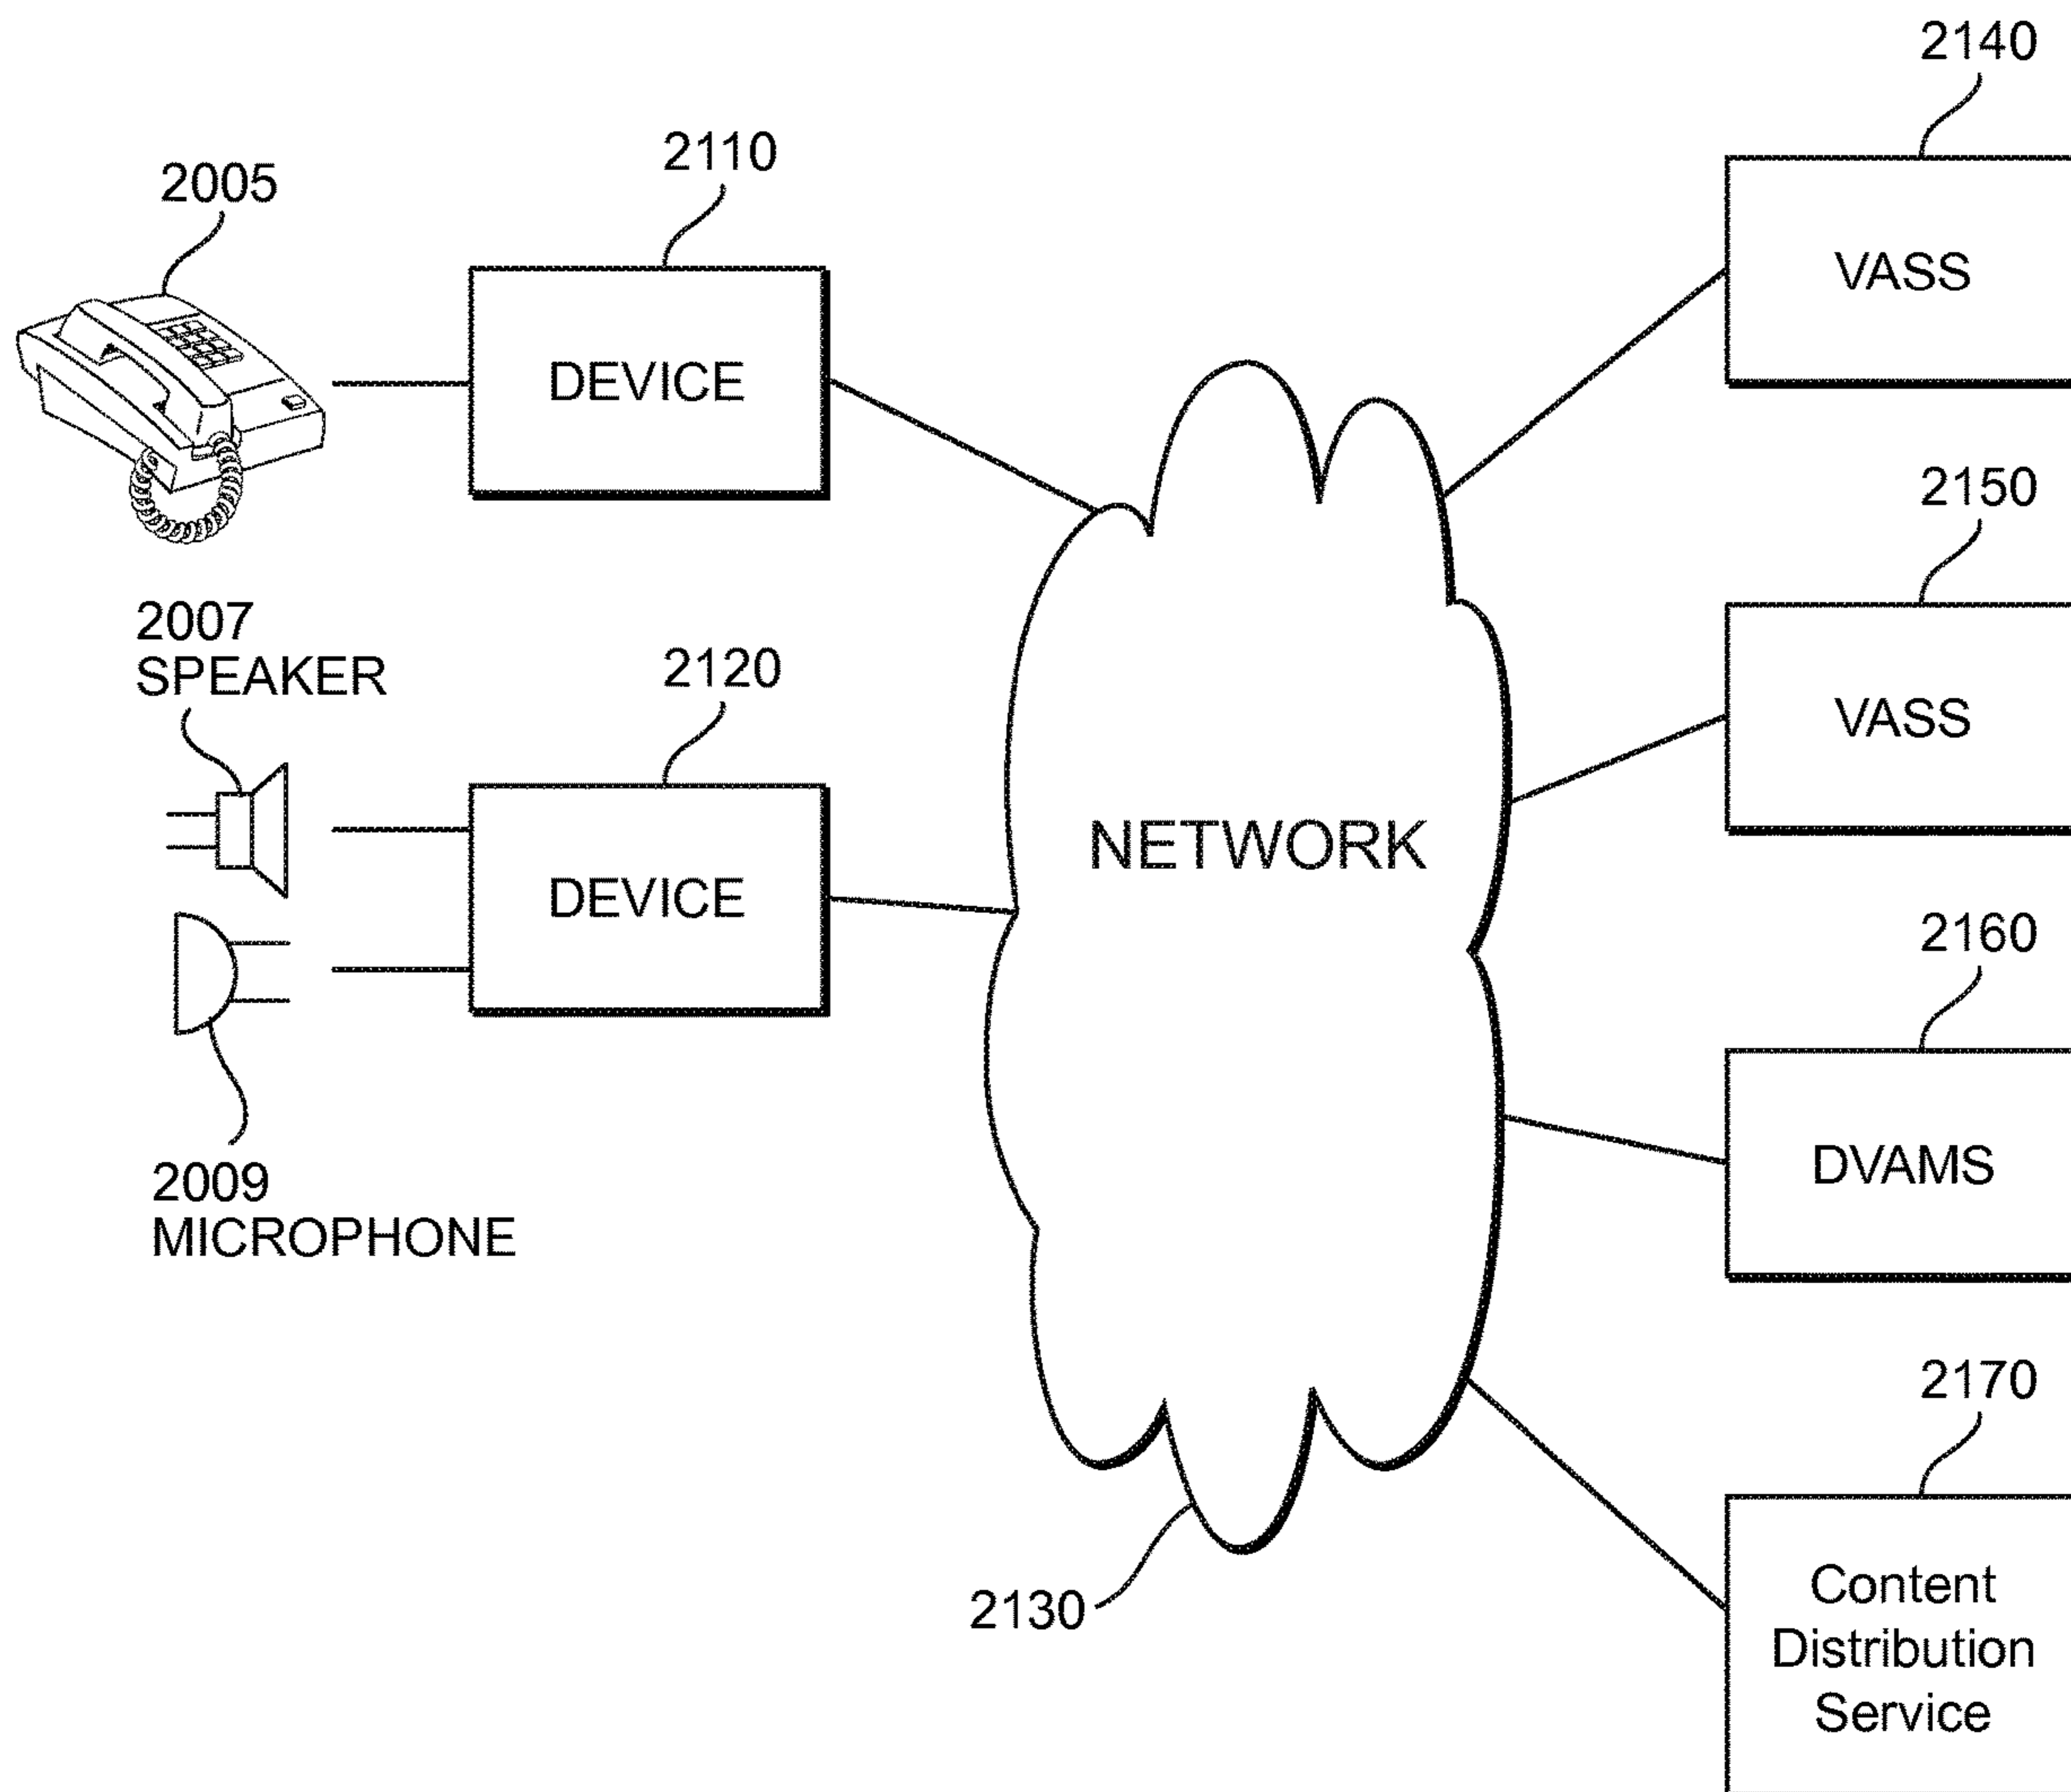 2140
2110
2005
VASS
DEVICE
2150
2007
SPEAKER
2120
VASS
NETWORK
DEVICE
2160
2009
MICROPHONE
DVAMS
2170
2130
Content
Distribution
Service